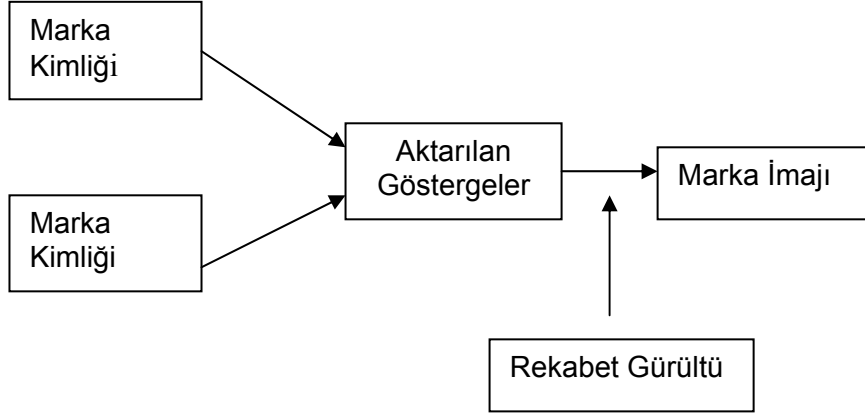 Marka
Kimliği
Aktarılan
Göstergeler
Marka İmajı
Marka
Kimliği
Rekabet Gürültü